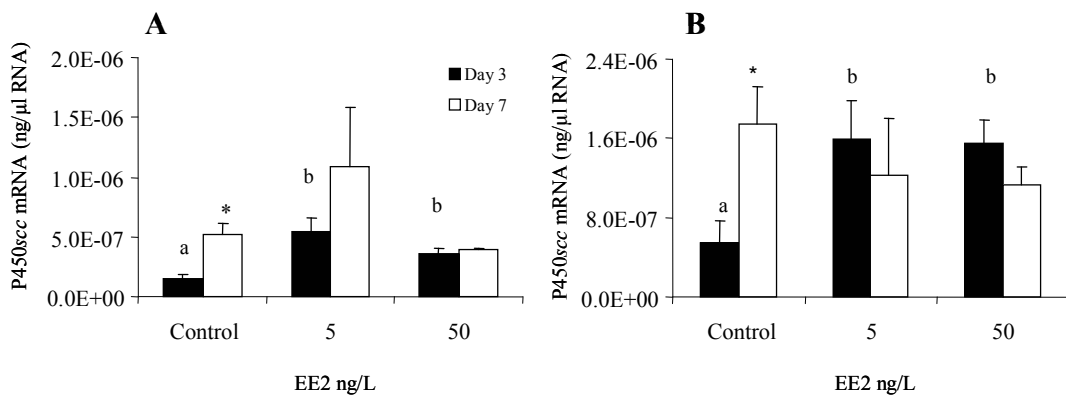 A
P450scc mRNA (ng/µl RNA)
2.0E-06
1.5E-06
1.0E-06
5.0E-07
0.0E+00
Day 3
Day 7
a
*
b
b
Control
5
50
EE2 ng/L
B
P450scc mRNA (ng/µl RNA)
2.4E-06
1.6E-06
8.0E-07
0.0E+00
a
*
b
b
Control
5
50
EE2 ng/L